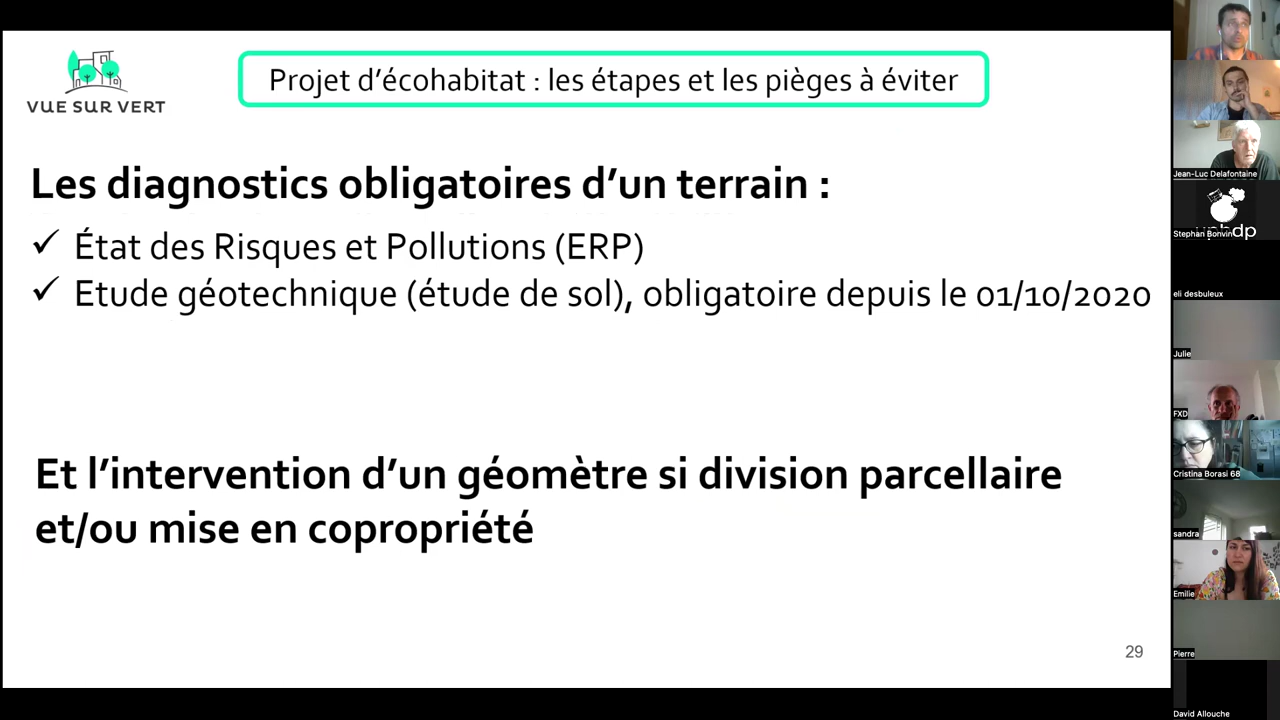 VUE SUR VERT
Projet d'écohabitat : les étapes et les pièges à éviter
Les diagnostics obligatoires d'un terrain :
✓ État des Risques et Pollutions (ERP)
✓ Etude géotechnique (étude de sol), obligatoire depuis le 01/10/2020
Et l'intervention d'un géomètre si division parcellaire
et/ou mise en copropriété
29
Jean-Luc Delafontaine
Stephan Bonvin
eli desbuleux
Julie
FXD
Cristina Borasi 68
sandra
Emilie
Pierre
David Allouche